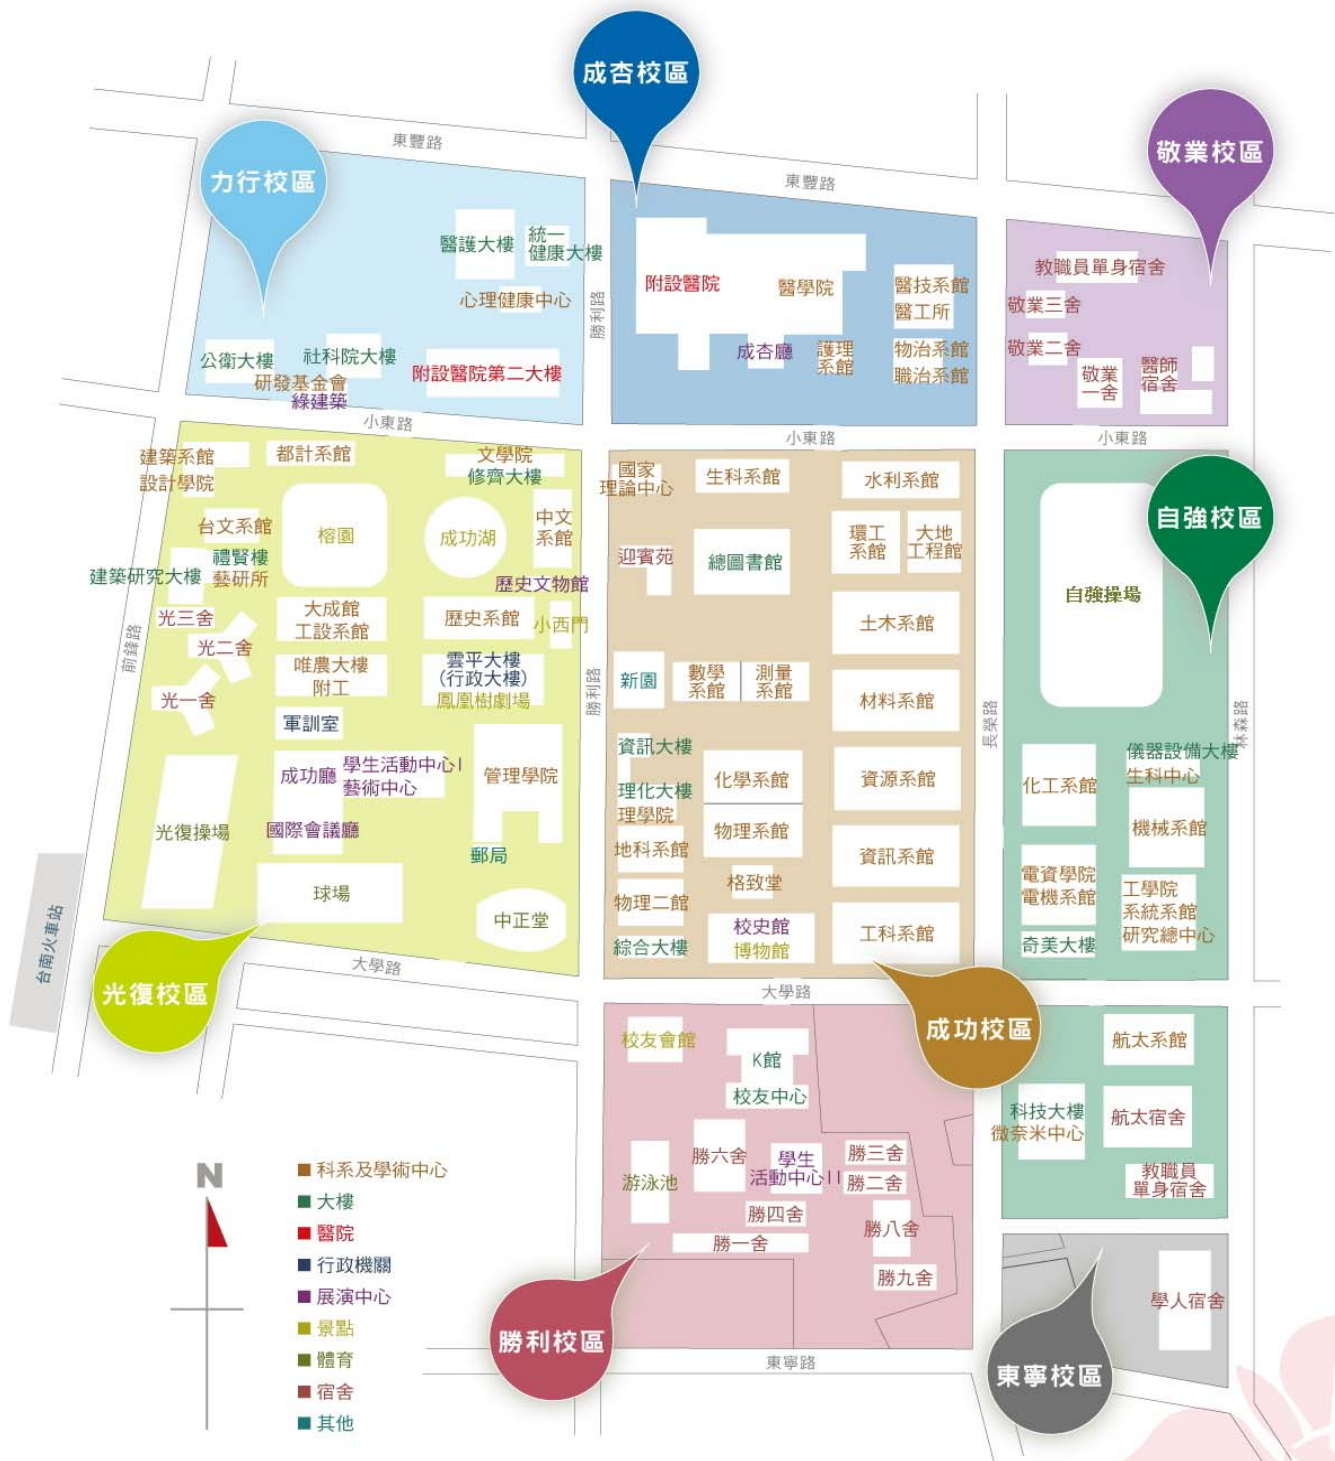 成杏校區
敬業校區
力行校區
東豐路
東豐路
醫護大樓
統一
健康大樓
心理健康中心
公衛大樓
社科院大樓
研發基金會
綠建築
附設醫院第二大樓
勝利路
附設醫院
醫學院
醫技系館
醫工所
成杏廳
護理
系館
物治系館
職治系館
教職員單身宿舍
敬業三舍
敬業二舍
敬業
一舍
醫師
宿舍
小東路
小東路
小東路
建築系館
設計學院
都計系館
文學院
修齊大樓
台文系館
榕園
成功湖
中文
系館
禮賢樓
藝研所
建築研究大樓
歷史文物館
光三舍
大成館
工設系館
歷史系館
小西門
光二舍
唯農大樓
附工
雲平大樓
(行政大樓)
鳳凰樹劇場
光一舍
軍訓室
成功廳
學生活動中心I
藝術中心
管理學院
光復操場
國際會議廳
郵局
球場
中正堂
前鋒路
勝利路
台南火車站
光復校區
大學路
國家
理論中心
生科系館
水利系館
迎賓苑
總圖書館
環工
系館
大地
工程館
土木系館
新園
數學
系館
測量
系館
材料系館
資訊大樓
化學系館
資源系館
理化大樓
理學院
物理系館
地科系館
資訊系館
格致堂
物理二館
校史館
博物館
工科系館
綜合大樓
大學路
成功校區
長榮路
自強校區
自強操場
林森路
儀器設備大樓
生科中心
化工系館
機械系館
電資學院
電機系館
工學院
系統系館
研究總中心
奇美大樓
航太系館
科技大樓
微奈米中心
航太宿舍
教職員
單身宿舍
校友會館
K館
校友中心
勝六舍
學生
活動中心II
勝三舍
勝二舍
游泳池
勝四舍
勝八舍
勝一舍
勝九舍
勝利校區
東寧路
東寧校區
學人宿舍
N
科系及學術中心
大樓
醫院
行政機關
展演中心
景點
體育
宿舍
其他